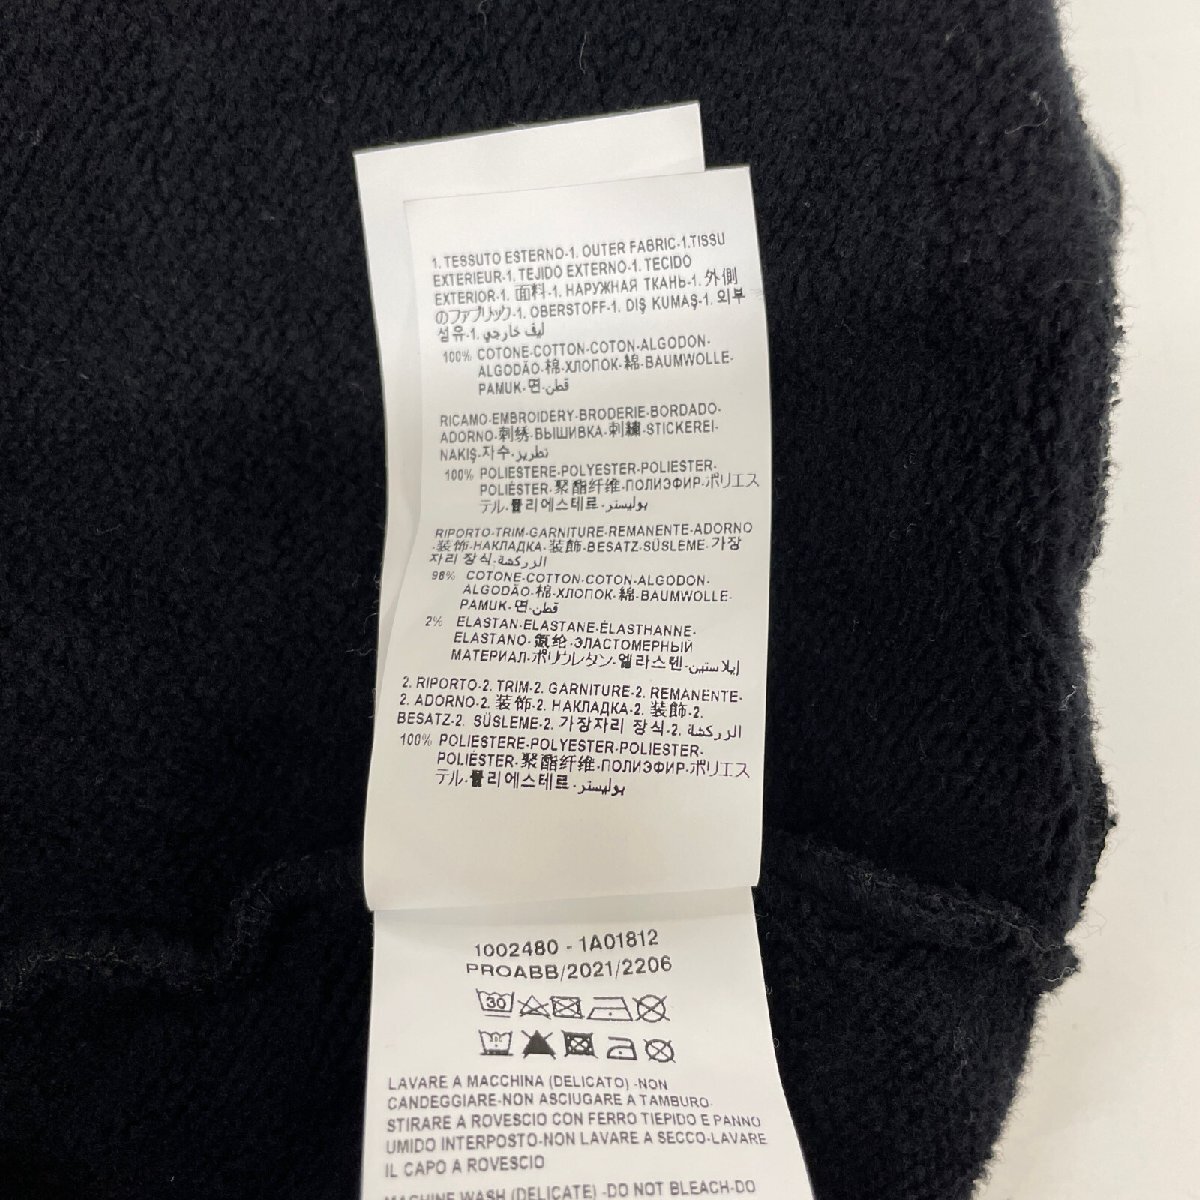 1. TESSUTO ESTERNO-1. OUTER FABRIC-1.TISSU
EXTERIEUR-1. TEJIDO EXTERNO-1. TECIDO
EXTERIOR-1. 面料-1. НАРУЖНАЯ ТКАНЬ-1. 外側
のファブリック-1. OBERSTOFF-1. DIŞ KUMAŞ-1. 외부
섬유-1. ليف خارجي
100% COTONE-COTTON-COTON-ALGODON-
ALGODÃO-棉-ХЛОПОК-綿-BAUMWOLLE-
PAMUK-면-قطن
RICAMO-EMBROIDERY-BRODERIE-BORDADO-
ADORNO-刺绣-ВЫШИВКА-刺繍-STICKEREI-
NAKIŞ-자수-تطريز
100% POLIESTERE-POLYESTER-POLIESTER-
POLIÉSTER-聚酯纤维-ПОЛИЭФИР-ポリエス
テル-폴리에스테르-بوليستر
RIPORTO-TRIM-GARNITURE-REMANENTE-ADORNO
-装饰-НАКЛАДКА-装飾-BESATZ-SÜSLEME-가장
자리 장식-الزركشة
98% COTONE-COTTON-COTON-ALGODON-
ALGODÃO-棉-ХЛОПОК-綿-BAUMWOLLE-
PAMUK-면-قطن
2% ELASTAN-ELASTANE-ÉLASTHANNE-
ELASTANO-氨纶-ЭЛАСТОМЕРНЫЙ
МАТЕРИАЛ-ポリウレタン-엘라스텐-إيلاستين
2. RIPORTO-2. TRIM-2. GARNITURE-2. REMANENTE-
2. ADORNO-2. 装饰-2. НАКЛАДКА-2. 装飾-2.
BESATZ-2. SÜSLEME-2. 가장자리 장식-2. الزركشة
100% POLIESTERE-POLYESTER-POLIESTER-
POLIÉSTER-聚酯纤维-ПОЛИЭФИР-ポリエス
テル-폴리에스테르-بوليستر
1002480 - 1A01812
PROABB/2021/2206
30
LAVARE A MACCHINA (DELICATO) -NON
CANDEGGIARE-NON ASCIUGARE A TAMBURO-
STIRARE A ROVESCIO CON FERRO TIEPIDO E PANNO
UMIDO INTERPOSTO-NON LAVARE A SECCO-LAVARE
IL CAPO A ROVESCIO
MACHINE WASH (DELICATE) -DO NOT BLEACH-DO